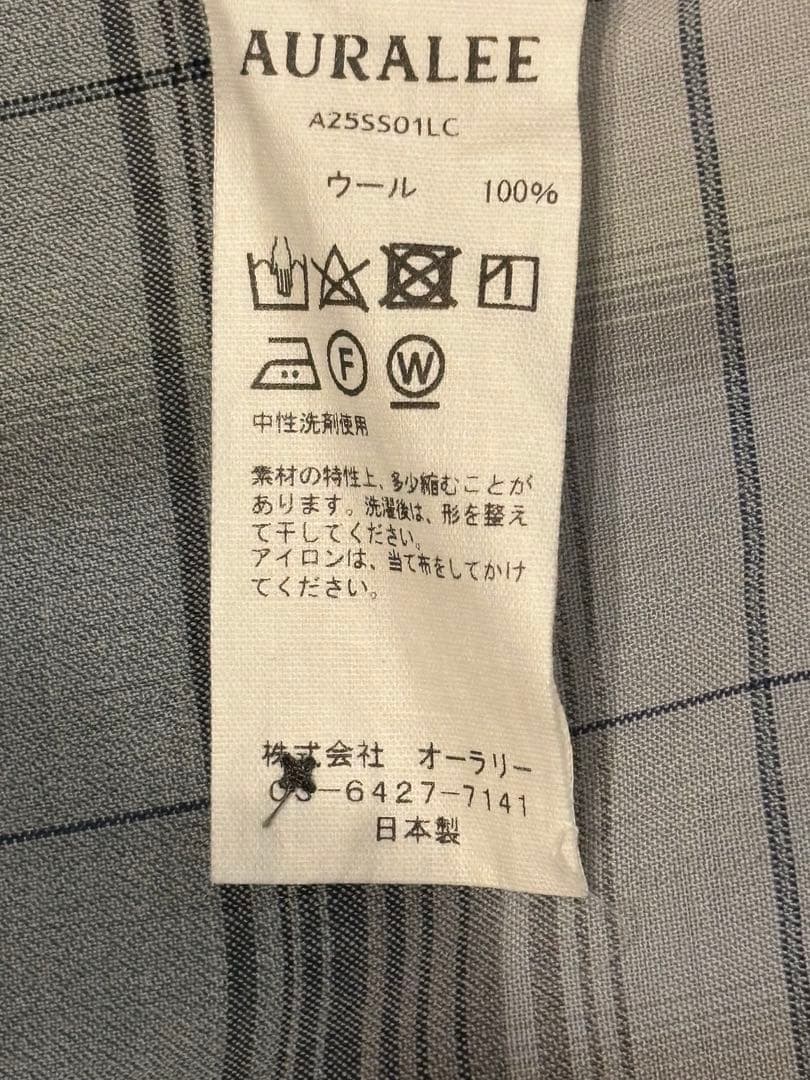 AURALEE
A25SS01LC
ウール 100%
F W
中性洗剤使用
素材の特性上、多少縮むことが
あります。洗濯後は、形を整え
て干してください。
アイロンは、当て布をしてかけ
てください。
株式会社 オーラリー
03-6427-7141
日本製